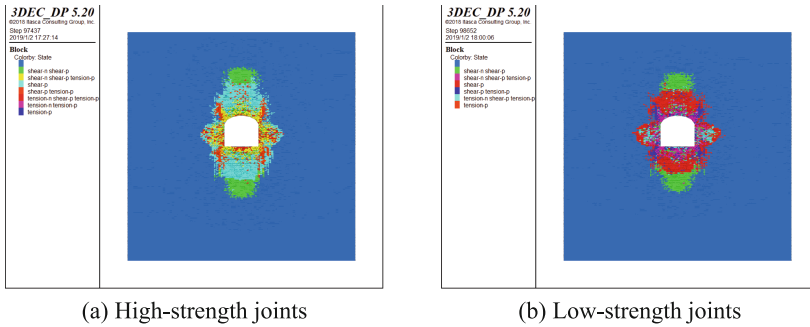 3DEC_DP 5.20
©2016 Itasca Consulting Group, Inc.
Step 97437
2019/1/2 17:27:14
Block
Colorby: State
shear-n shear-p
shear-n shear-p tension-p
shear-p
shear-p tension-p
tension-n shear-p tension-p
tension-n tension-p
tension-p
(a) High-strength joints
3DEC_DP 5.20
©2016 Itasca Consulting Group, Inc.
Step 98652
2019/1/2 18:00:06
Block
Colorby: State
shear-n shear-p
shear-n shear-p tension-p
shear-p
shear-p tension-p
tension-n shear-p tension-p
tension-p
(b) Low-strength joints